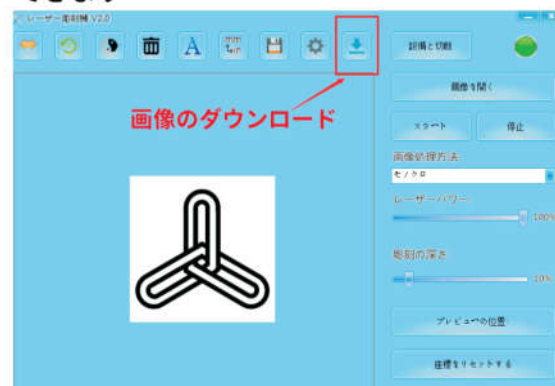 できます
レーザー彫刻機 V2.0
A
設備と切断
画像を開く
画像のダウンロード
スタート 停止
画像処理方法
モノクロ
レーザーパワー
100%
彫刻の深さ
10%
プレビューの位置
座標をリセットする